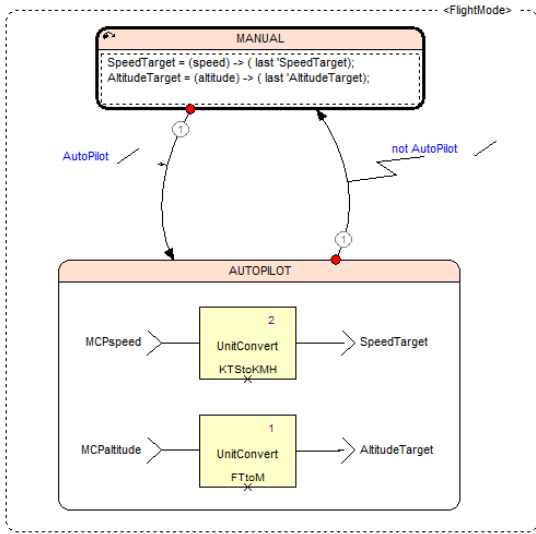 <FlightMode>
MANUAL
SpeedTarget = (speed) -> ( last 'SpeedTarget);
AltitudeTarget = (altitude) -> ( last 'AltitudeTarget);
1
AutoPilot
not AutoPilot
1
AUTOPILOT
2
MCPspeed
UnitConvert
SpeedTarget
KTStoKMH
1
MCPaltitude
UnitConvert
AltitudeTarget
FTtoM